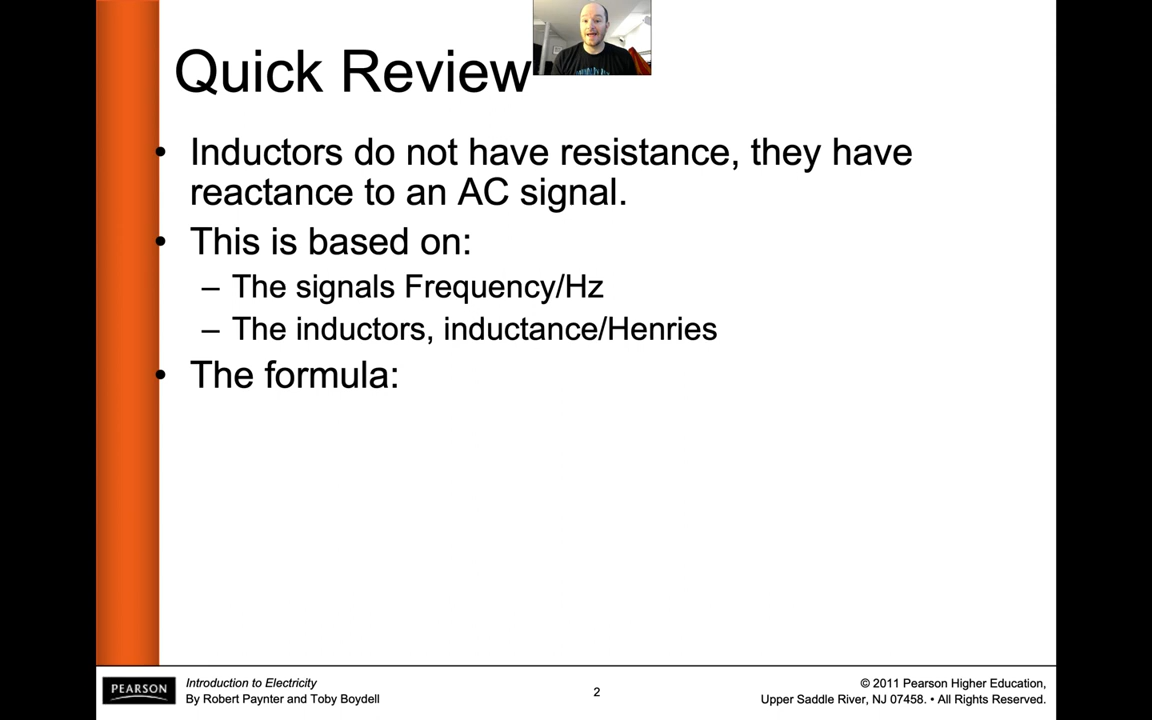 Quick Review
• Inductors do not have resistance, they have
reactance to an AC signal.
• This is based on:
– The signals Frequency/Hz
– The inductors, inductance/Henries
• The formula:
PEARSON
Introduction to Electricity
By Robert Paynter and Toby Boydell
2
© 2011 Pearson Higher Education,
Upper Saddle River, NJ 07458. • All Rights Reserved.